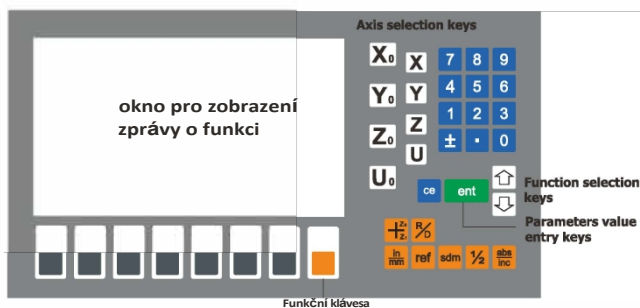 Axis selection keys
okno pro zobrazení
zprávy o funkci
X₀ X 7 8 9
Y₀ Y 4 5 6
Z₀ Z 1 2 3
U₀ U ± · 0
ce ent
Function selection
keys
Parameters value
entry keys
R/D
in/mm ref sdm ½ abs/inc
Funkční klávesa